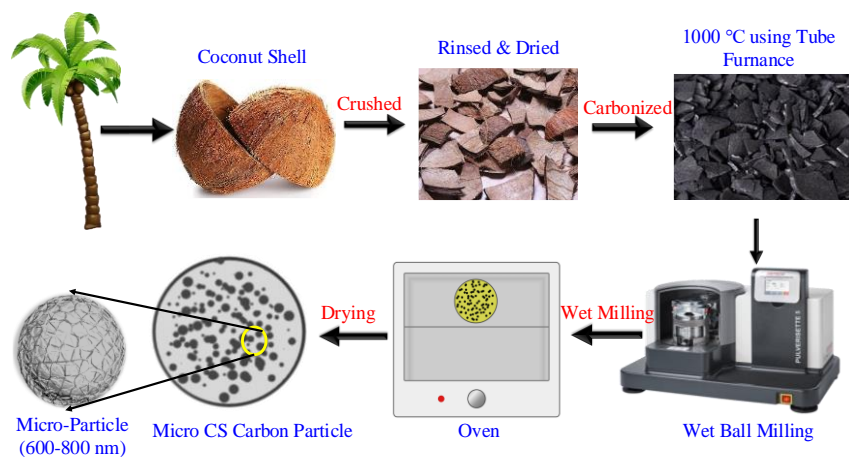 Coconut Shell
Rinsed & Dried
1000 °C using Tube
Furnance
Crushed
Carbonized
PULVERISETTE 5
Drying
Wet Milling
Micro-Particle
(600-800 nm)
Micro CS Carbon Particle
Oven
Wet Ball Milling